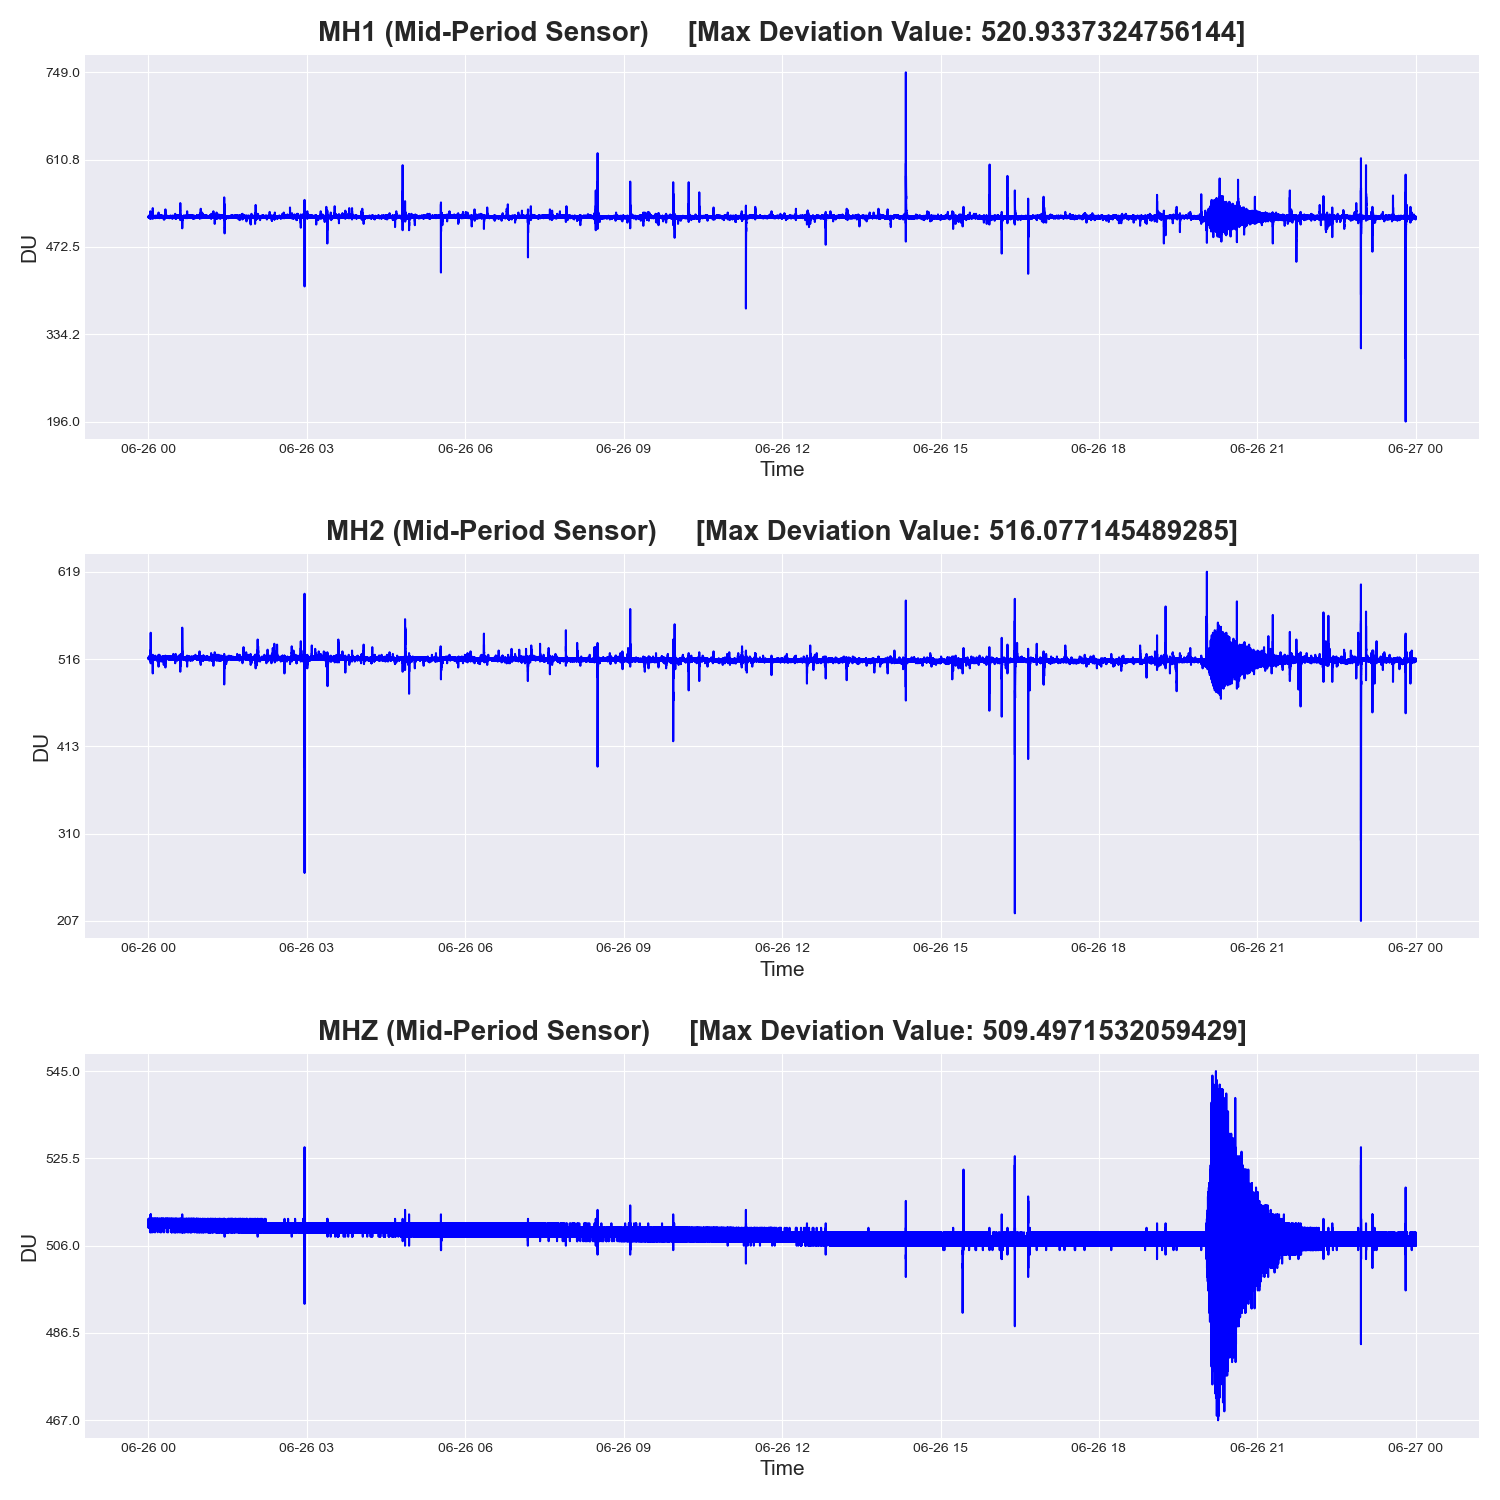 MH1 (Mid-Period Sensor) [Max Deviation Value: 520.9337324756144]
749.0
610.8
472.5
334.2
196.0
DU
06-26 00 06-26 03 06-26 06 06-26 09 06-26 12 06-26 15 06-26 18 06-26 21 06-27 00
Time
MH2 (Mid-Period Sensor) [Max Deviation Value: 516.077145489285]
619
516
413
310
207
DU
06-26 00 06-26 03 06-26 06 06-26 09 06-26 12 06-26 15 06-26 18 06-26 21 06-27 00
Time
MHZ (Mid-Period Sensor) [Max Deviation Value: 509.4971532059429]
545.0
525.5
506.0
486.5
467.0
DU
06-26 00 06-26 03 06-26 06 06-26 09 06-26 12 06-26 15 06-26 18 06-26 21 06-27 00
Time